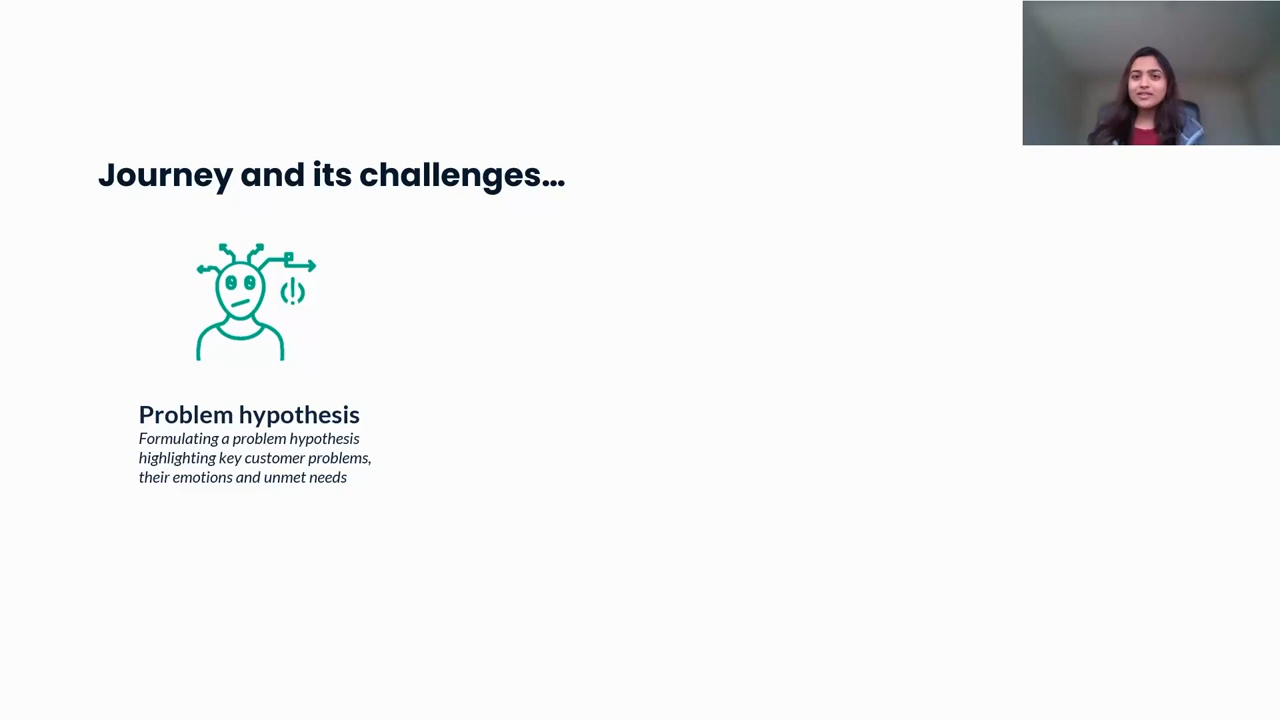 Journey and its challenges...
Problem hypothesis
Formulating a problem hypothesis
highlighting key customer problems,
their emotions and unmet needs